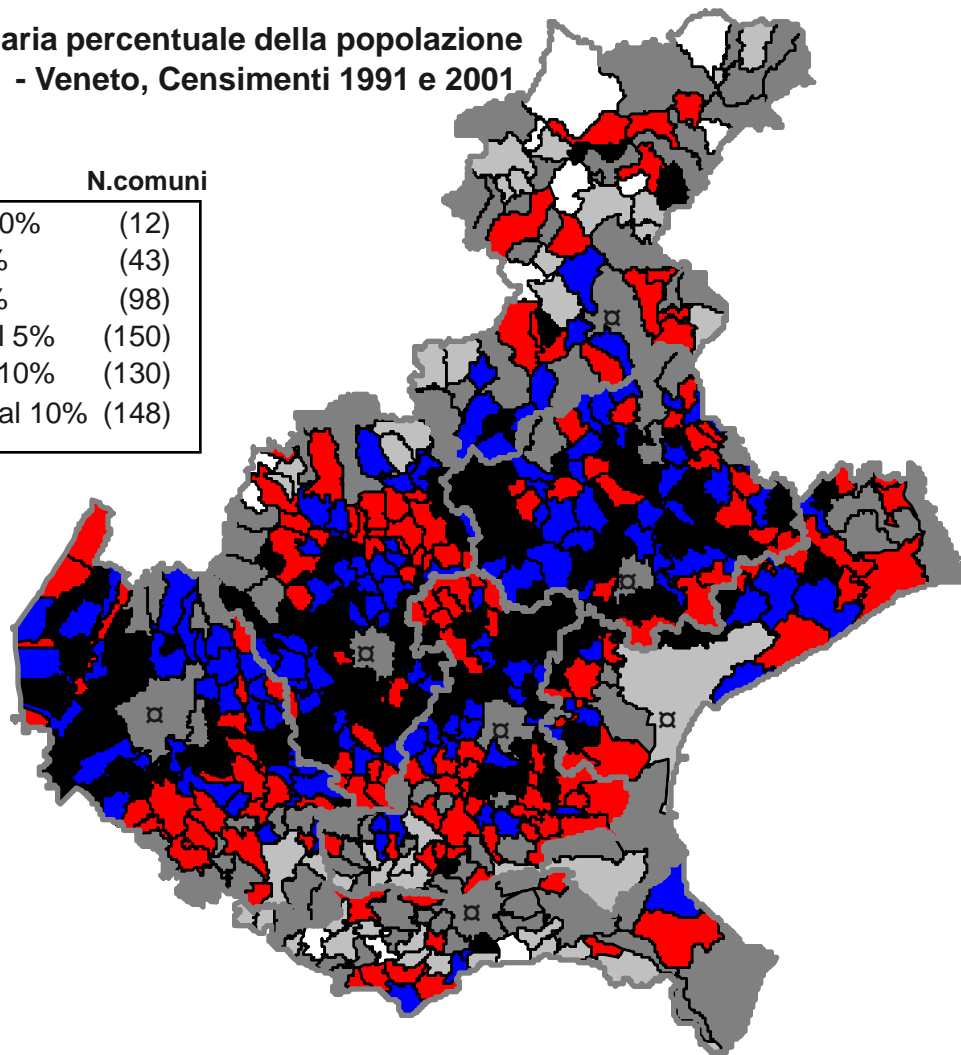 aria percentuale della popolazione
- Veneto, Censimenti 1991 e 2001
N.comuni
0% (12)
% (43)
% (98)
l 5% (150)
10% (130)
al 10% (148)